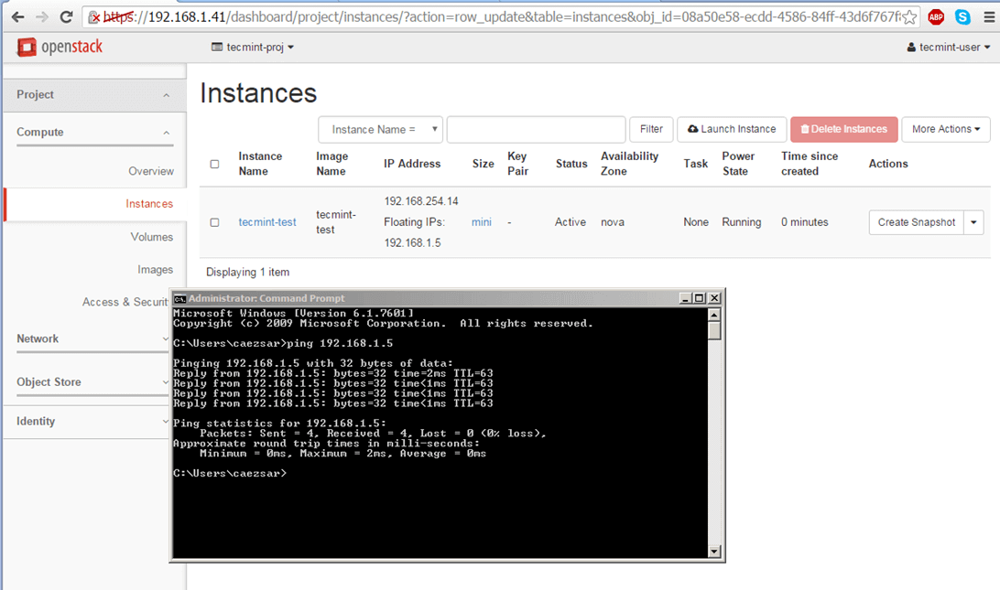 https://192.168.1.41/dashboard/project/instances/?action=row_update&table=instances&obj_id=08a50e58-ecdd-4586-84ff-43d6f767f
ABP
openstack
tecmint-proj
tecmint-user
Project
Compute
Overview
Instances
Volumes
Images
Access & Securit
Network
Object Store
Identity
Instances
Instance Name =
Filter
Launch Instance
Delete Instances
More Actions
Instance Name
Image Name
IP Address
Size
Key Pair
Status
Availability Zone
Task
Power State
Time since created
Actions
tecmint-test
tecmint-test
192.168.254.14
Floating IPs:
192.168.1.5
mini
-
Active
nova
None
Running
0 minutes
Create Snapshot
Displaying 1 item
Administrator: Command Prompt
Microsoft Windows [Version 6.1.7601]
Copyright (c) 2009 Microsoft Corporation.  All rights reserved.
C:\Users\caezsar>ping 192.168.1.5
Pinging 192.168.1.5 with 32 bytes of data:
Reply from 192.168.1.5: bytes=32 time=2ms TTL=63
Reply from 192.168.1.5: bytes=32 time<1ms TTL=63
Reply from 192.168.1.5: bytes=32 time<1ms TTL=63
Reply from 192.168.1.5: bytes=32 time<1ms TTL=63
Ping statistics for 192.168.1.5:
Packets: Sent = 4, Received = 4, Lost = 0 (0% loss),
Approximate round trip times in milli-seconds:
Minimum = 0ms, Maximum = 2ms, Average = 0ms
C:\Users\caezsar>